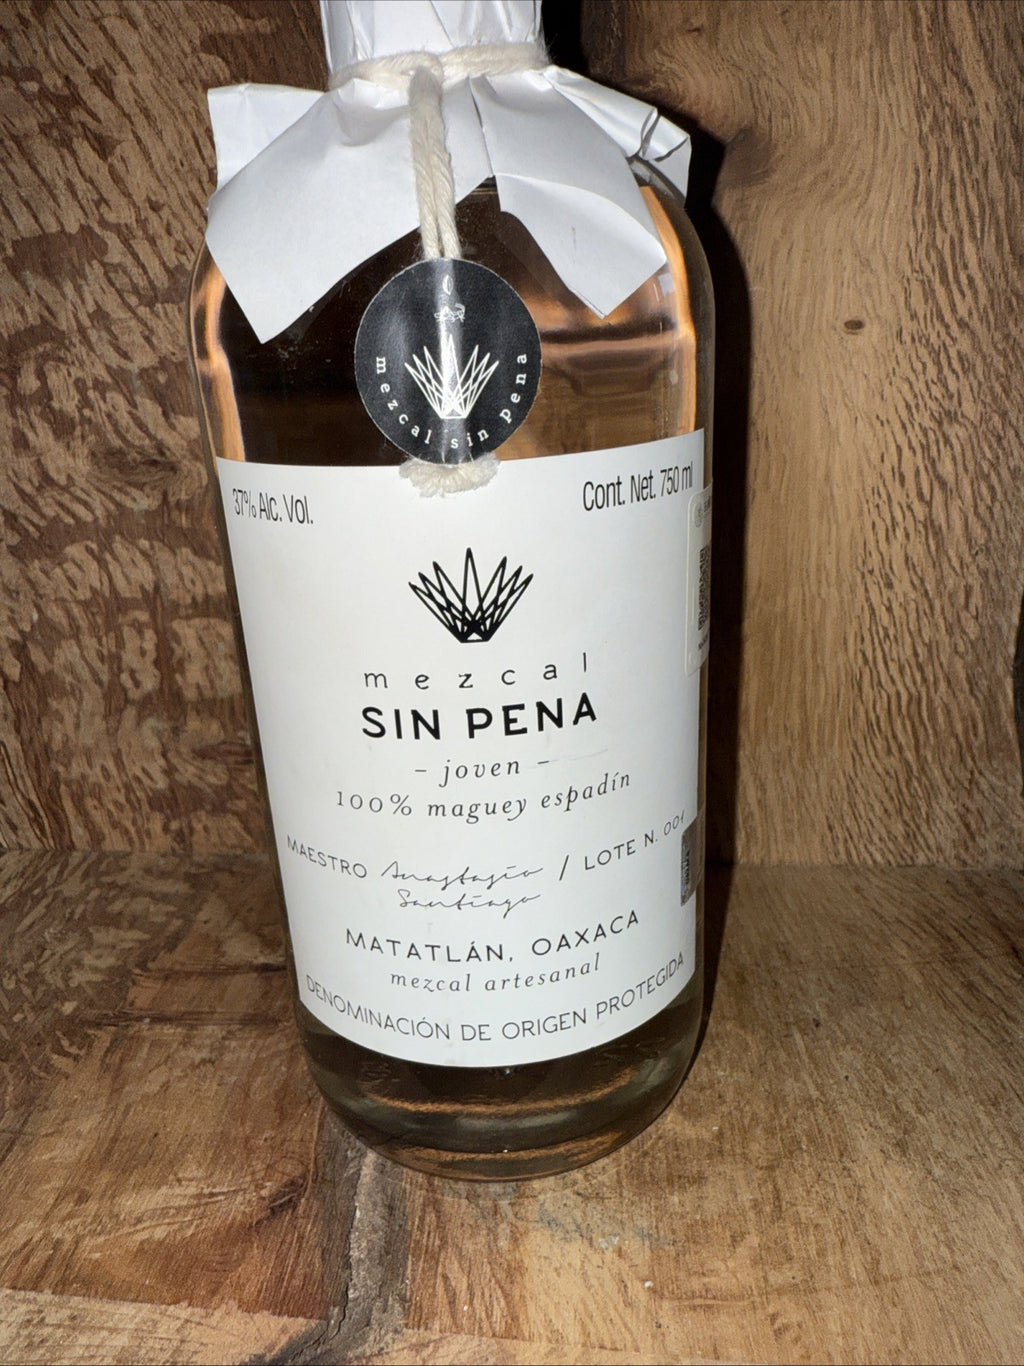 mezcal sin pena
37% Alc. Vol.
Cont. Net. 750 ml
mezcal
SIN PENA
- joven -
100% maguey espadín
MAESTRO Anastasio / LOTE N. 001
Santiago
MATATLÁN, OAXACA
mezcal artesanal
DENOMINACIÓN DE ORIGEN PROTEGIDA